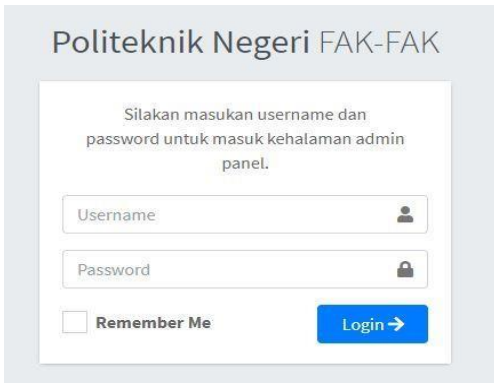 Politeknik Negeri FAK-FAK
Silakan masukan username dan
password untuk masuk kehalaman admin
panel.
Username
Password
Remember Me
Login